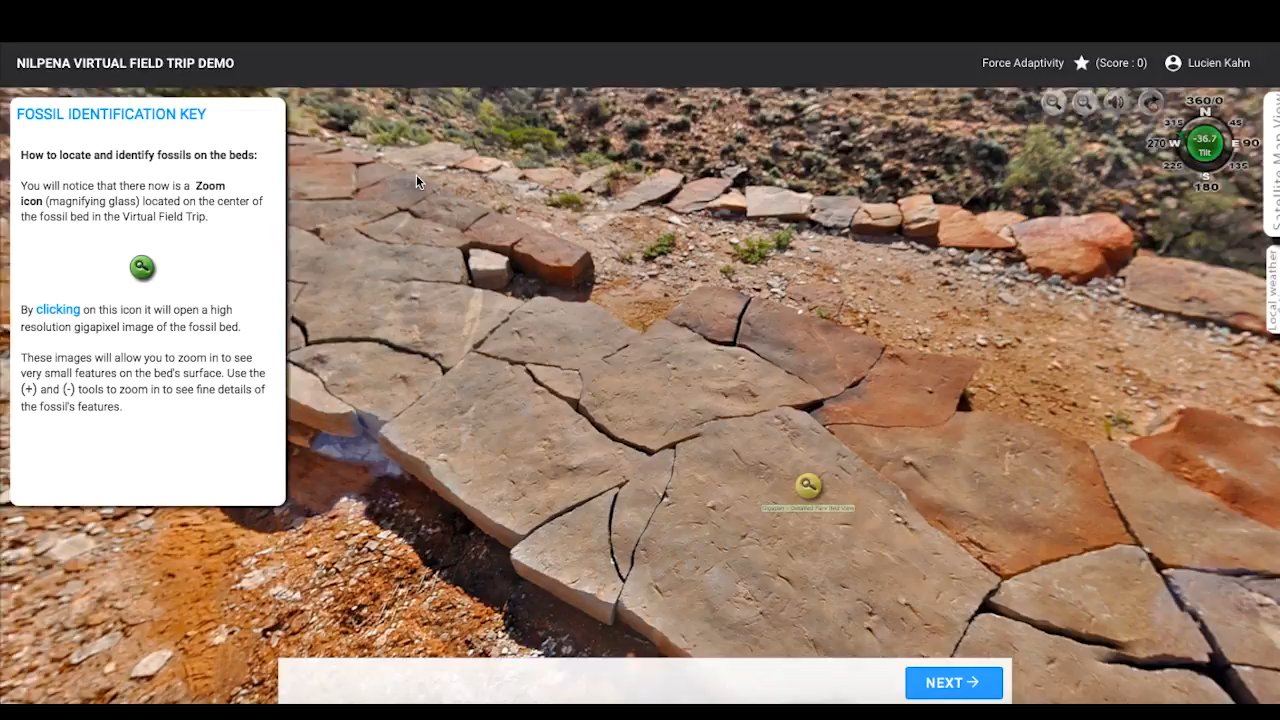 NILPENA VIRTUAL FIELD TRIP DEMO
Force Adaptivity (Score : 0) Lucien Kahn
FOSSIL IDENTIFICATION KEY
How to locate and identify fossils on the beds:
You will notice that there now is a Zoom
icon (magnifying glass) located on the center of
the fossil bed in the Virtual Field Trip.
By clicking on this icon it will open a high
resolution gigapixel image of the fossil bed.
These images will allow you to zoom in to see
very small features on the bed's surface. Use the
(+) and (-) tools to zoom in to see fine details of
the fossil's features.
360/0
N
315 45
270 W -36.7 E 90
Tilt
225 135
S
180
Satellite Map View
Local weather
NEXT